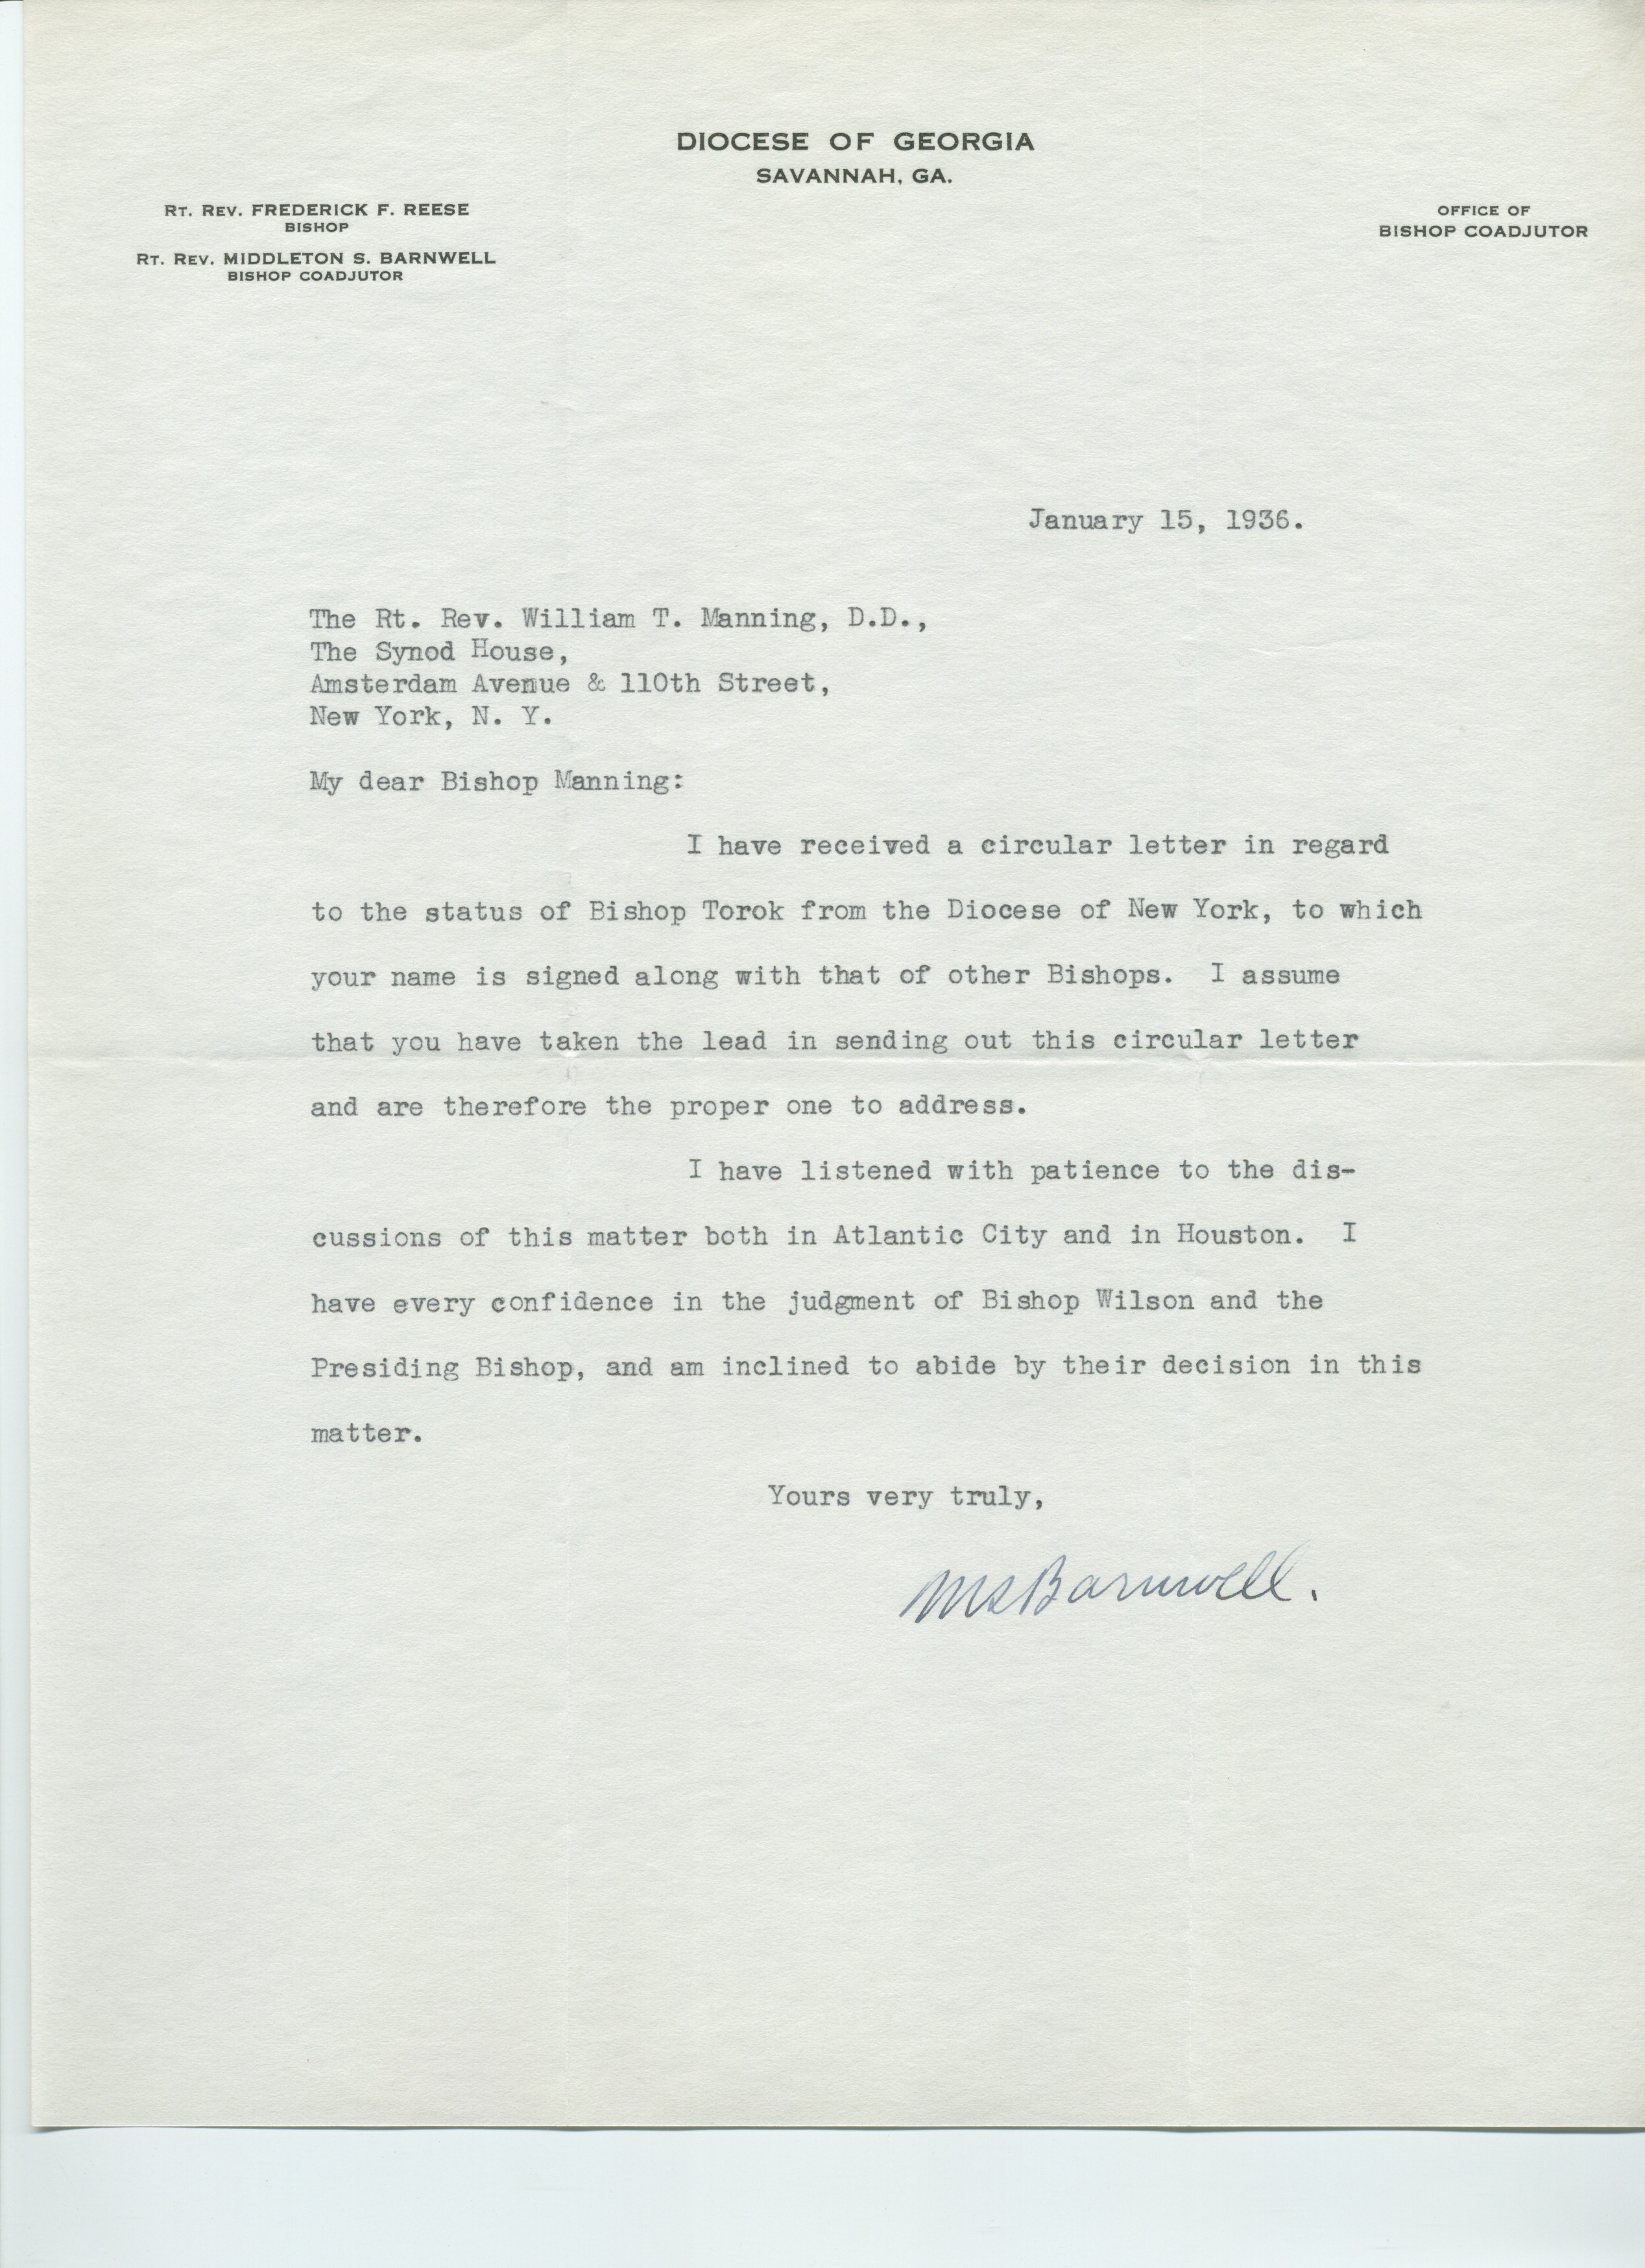 DIOCESE OF GEORGIA
SAVANNAH, GA.
RT. REV. FREDERICK F. REESE
BISHOP
RT. REV. MIDDLETON S. BARNWELL
BISHOP COADJUTOR
OFFICE OF
BISHOP COADJUTOR
January 15, 1936.
The Rt. Rev. William T. Manning, D.D.,
The Synod House,
Amsterdam Avenue & 110th Street,
New York, N. Y.
My dear Bishop Manning:
I have received a circular letter in regard
to the status of Bishop Torok from the Diocese of New York, to which
your name is signed along with that of other Bishops. I assume
that you have taken the lead in sending out this circular letter
and are therefore the proper one to address.
I have listened with patience to the dis-
cussions of this matter both in Atlantic City and in Houston. I
have every confidence in the judgment of Bishop Wilson and the
Presiding Bishop, and am inclined to abide by their decision in this
matter.
Yours very truly,
MSBarnwell.